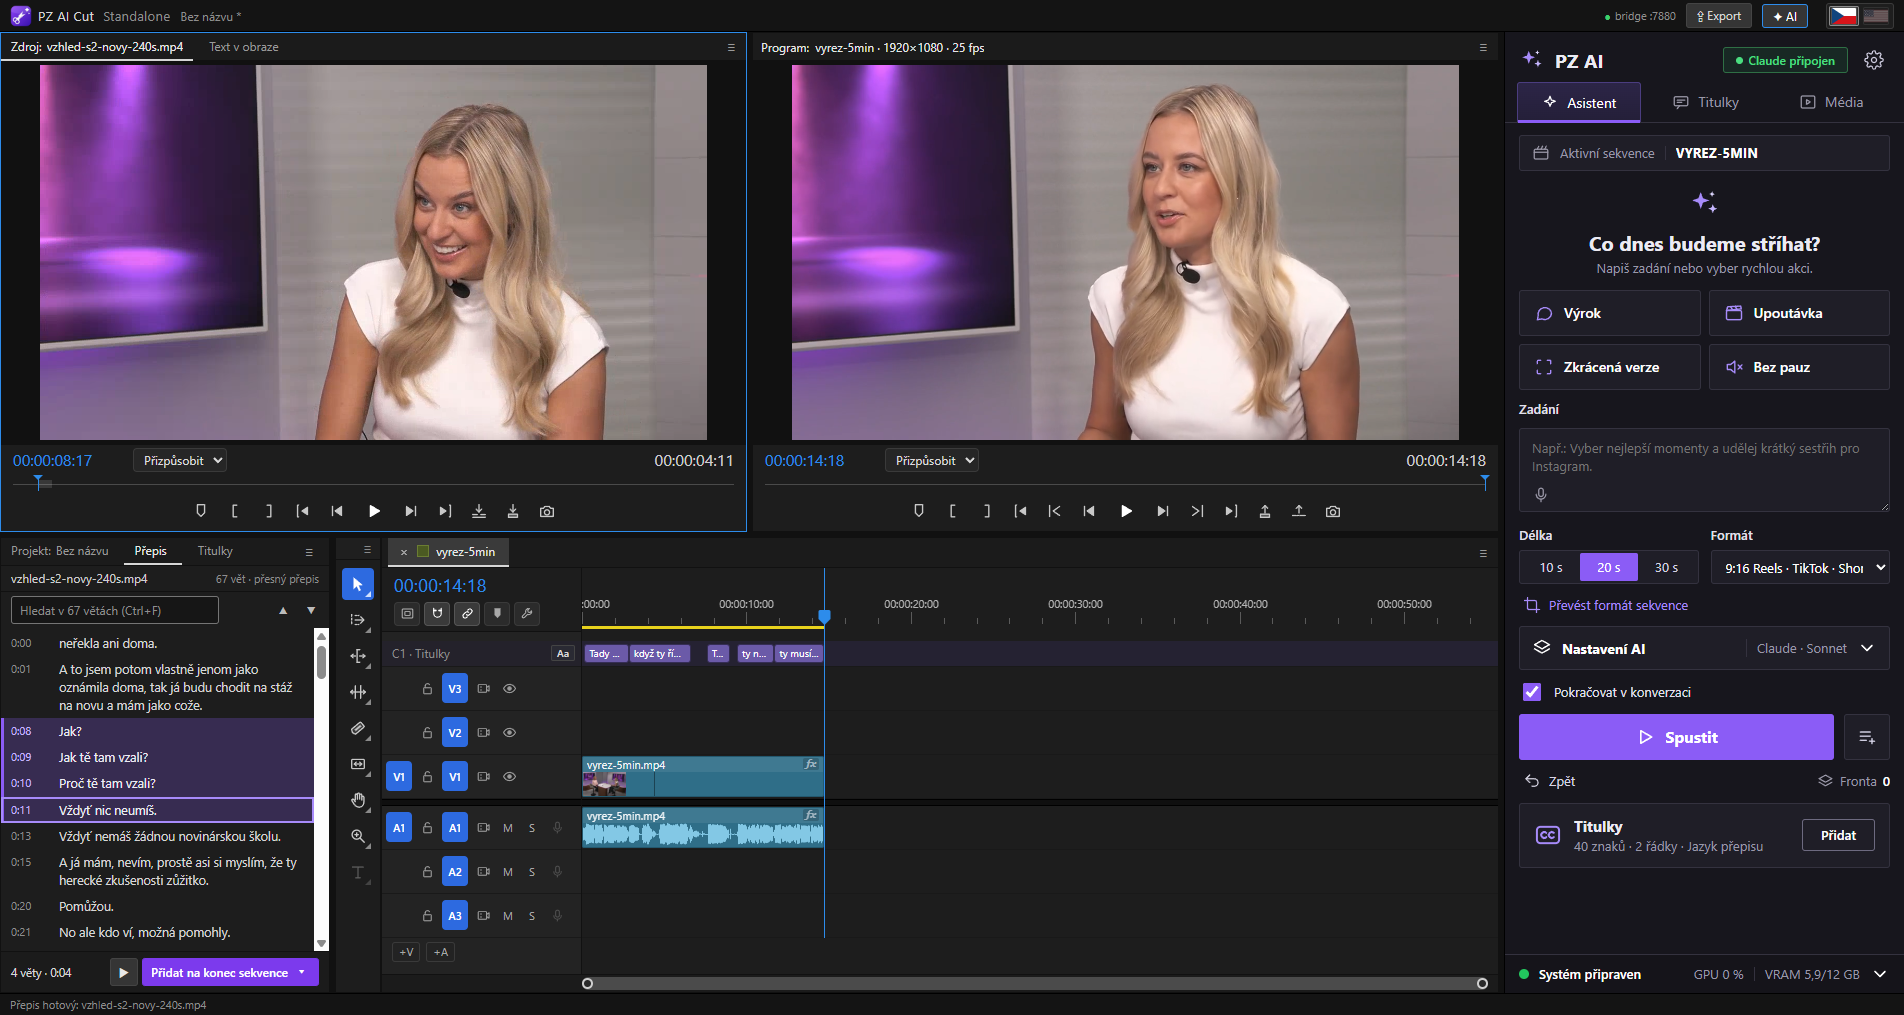 PZ AI Cut Standalone Bez názvu *
bridge :7880 Export AI
Zdroj: vzhled-s2-novy-240s.mp4 Text v obraze
Program: vyrez-5min · 1920×1080 · 25 fps
00:00:08:17 Přizpůsobit 00:00:04:11
00:00:14:18 Přizpůsobit 00:00:14:18
Projekt: Bez názvu Přepis Titulky
vzhled-s2-novy-240s.mp4 67 vět · přesný přepis
Hledat v 67 větách (Ctrl+F)
0:00 neřekla ani doma.
0:01 A to jsem potom vlastně jenom jako
oznámila doma, tak já budu chodit na stáž
na novu a mám jako cože.
0:08 Jak?
0:09 Jak tě tam vzali?
0:10 Proč tě tam vzali?
0:11 Vždyť nic neumíš.
0:13 Vždyť nemáš žádnou novinárskou školu.
0:15 A já mám, nevím, prostě asi si myslím, že ty
herecké zkušenosti zůžitko.
0:20 Pomůžou.
0:21 No ale kdo ví, možná pomohly.
4 věty · 0:04 Přidat na konec sekvence
Přepis hotový: vzhled-s2-novy-240s.mp4
× vyrez-5min
00:00:14:18
:00:00 00:00:10:00 00:00:20:00 00:00:30:00 00:00:40:00 00:00:50:00
C1 · Titulky Aa
Tady ... když ty ří... T... ty n... ty musí...
V3
V2
V1 V1
vyrez-5min.mp4 fx
A1 A1 M S
vyrez-5min.mp4 fx
A2 M S
A3 M S
+V +A
PZ AI Claude připojen
Asistent Titulky Média
Aktivní sekvence VYREZ-5MIN
Co dnes budeme stříhat?
Napiš zadání nebo vyber rychlou akci.
Výrok Upoutávka
Zkrácená verze Bez pauz
Zadání
Např.: Vyber nejlepší momenty a udělej krátký sestřih pro
Instagram.
Délka Formát
10 s 20 s 30 s 9:16 Reels · TikTok · Shor
Převést formát sekvence
Nastavení AI Claude · Sonnet
Pokračovat v konverzaci
Spustit
Zpět Fronta 0
CC
Titulky
40 znaků · 2 řádky · Jazyk přepisu
Přidat
Systém připraven GPU 0 % VRAM 5,9/12 GB